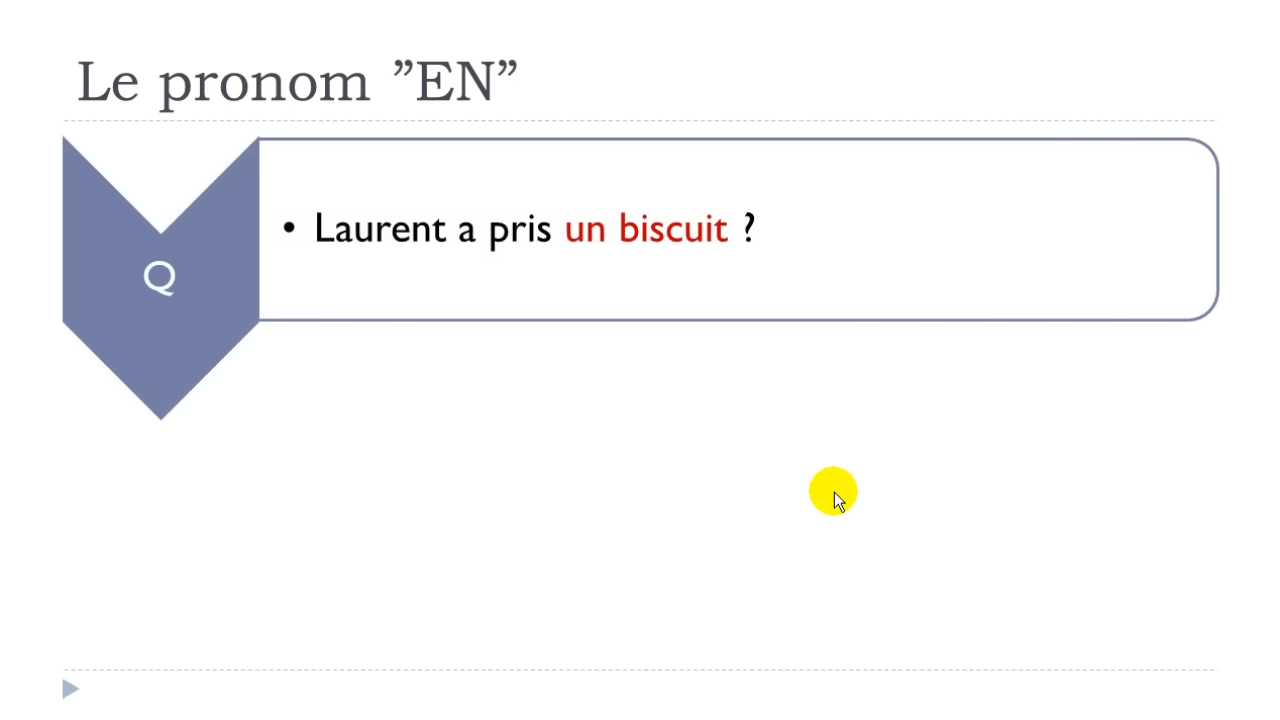 Le pronom ”EN”
Q
• Laurent a pris un biscuit ?